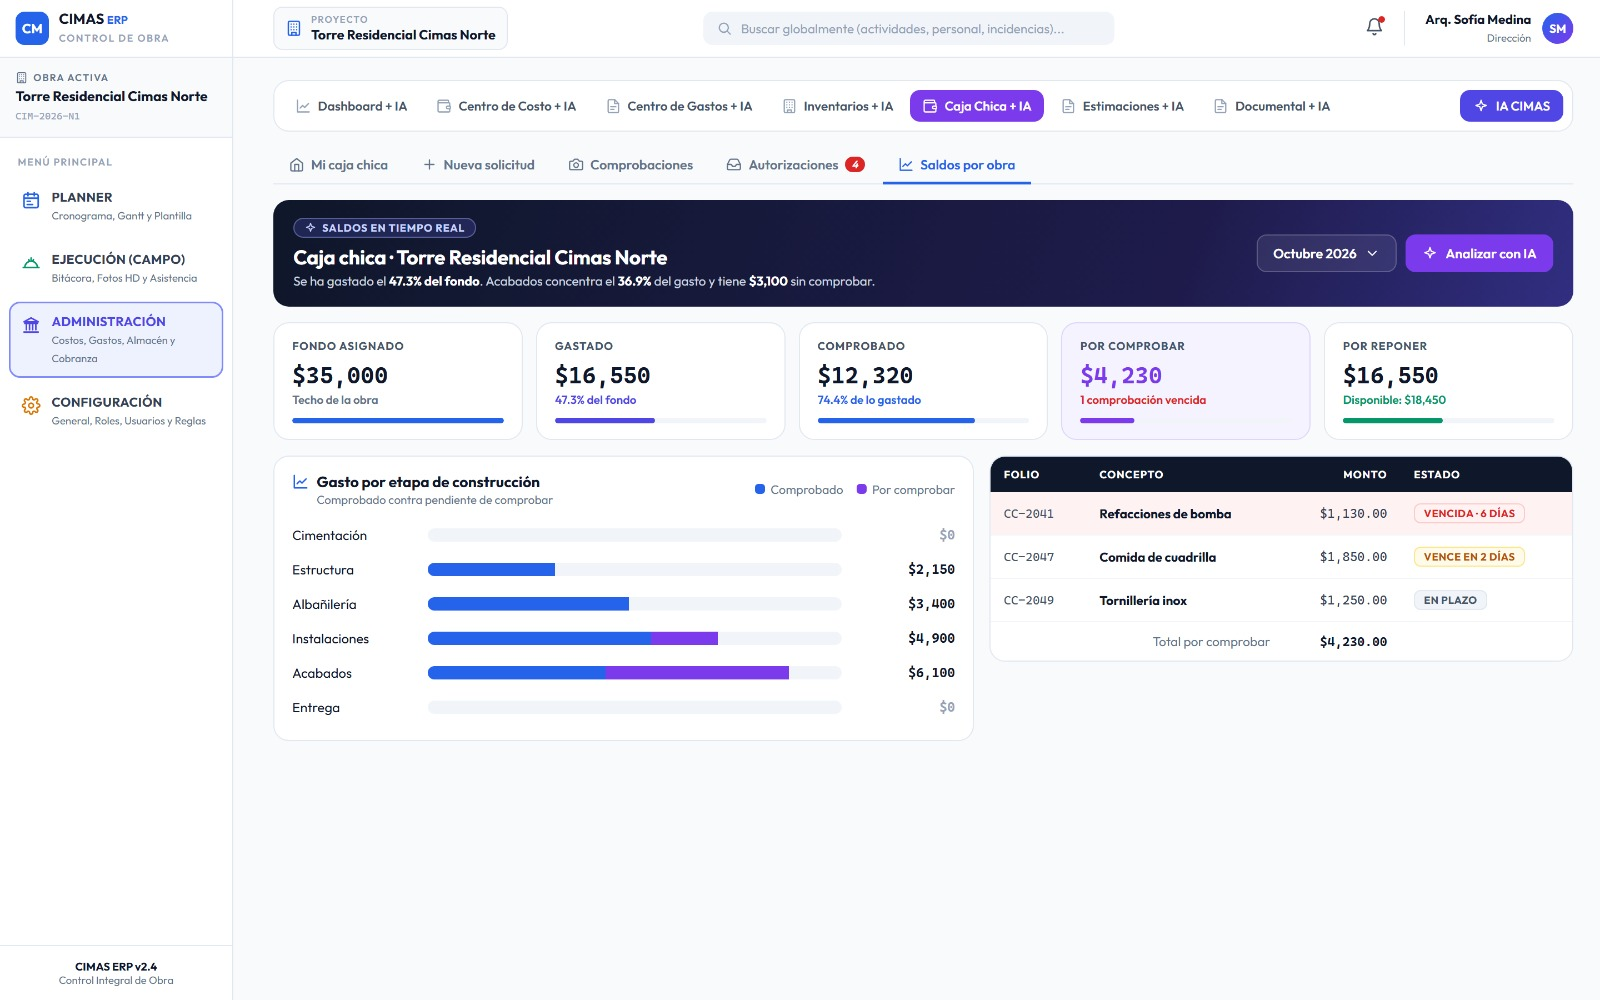 CM
CIMAS ERP
CONTROL DE OBRA
PROYECTO
Torre Residencial Cimas Norte
Buscar globalmente (actividades, personal, incidencias)...
Arq. Sofía Medina
Dirección
SM
OBRA ACTIVA
Torre Residencial Cimas Norte
CIM-2026-N1
MENÚ PRINCIPAL
PLANNER
Cronograma, Gantt y Plantilla
EJECUCIÓN (CAMPO)
Bitácora, Fotos HD y Asistencia
ADMINISTRACIÓN
Costos, Gastos, Almacén y
Cobranza
CONFIGURACIÓN
General, Roles, Usuarios y Reglas
CIMAS ERP v2.4
Control Integral de Obra
Dashboard + IA
Centro de Costo + IA
Centro de Gastos + IA
Inventarios + IA
Caja Chica + IA
Estimaciones + IA
Documental + IA
IA CIMAS
Mi caja chica
Nueva solicitud
Comprobaciones
Autorizaciones 4
Saldos por obra
SALDOS EN TIEMPO REAL
Caja chica · Torre Residencial Cimas Norte
Se ha gastado el 47.3% del fondo. Acabados concentra el 36.9% del gasto y tiene $3,100 sin comprobar.
Octubre 2026
Analizar con IA
FONDO ASIGNADO
$35,000
Techo de la obra
GASTADO
$16,550
47.3% del fondo
COMPROBADO
$12,320
74.4% de lo gastado
POR COMPROBAR
$4,230
1 comprobación vencida
POR REPONER
$16,550
Disponible: $18,450
Gasto por etapa de construcción
Comprobado contra pendiente de comprobar
Comprobado
Por comprobar
Cimentación $0
Estructura $2,150
Albañilería $3,400
Instalaciones $4,900
Acabados $6,100
Entrega $0
FOLIO CONCEPTO MONTO ESTADO
CC-2041 Refacciones de bomba $1,130.00 VENCIDA · 6 DÍAS
CC-2047 Comida de cuadrilla $1,850.00 VENCE EN 2 DÍAS
CC-2049 Tornillería inox $1,250.00 EN PLAZO
Total por comprobar $4,230.00